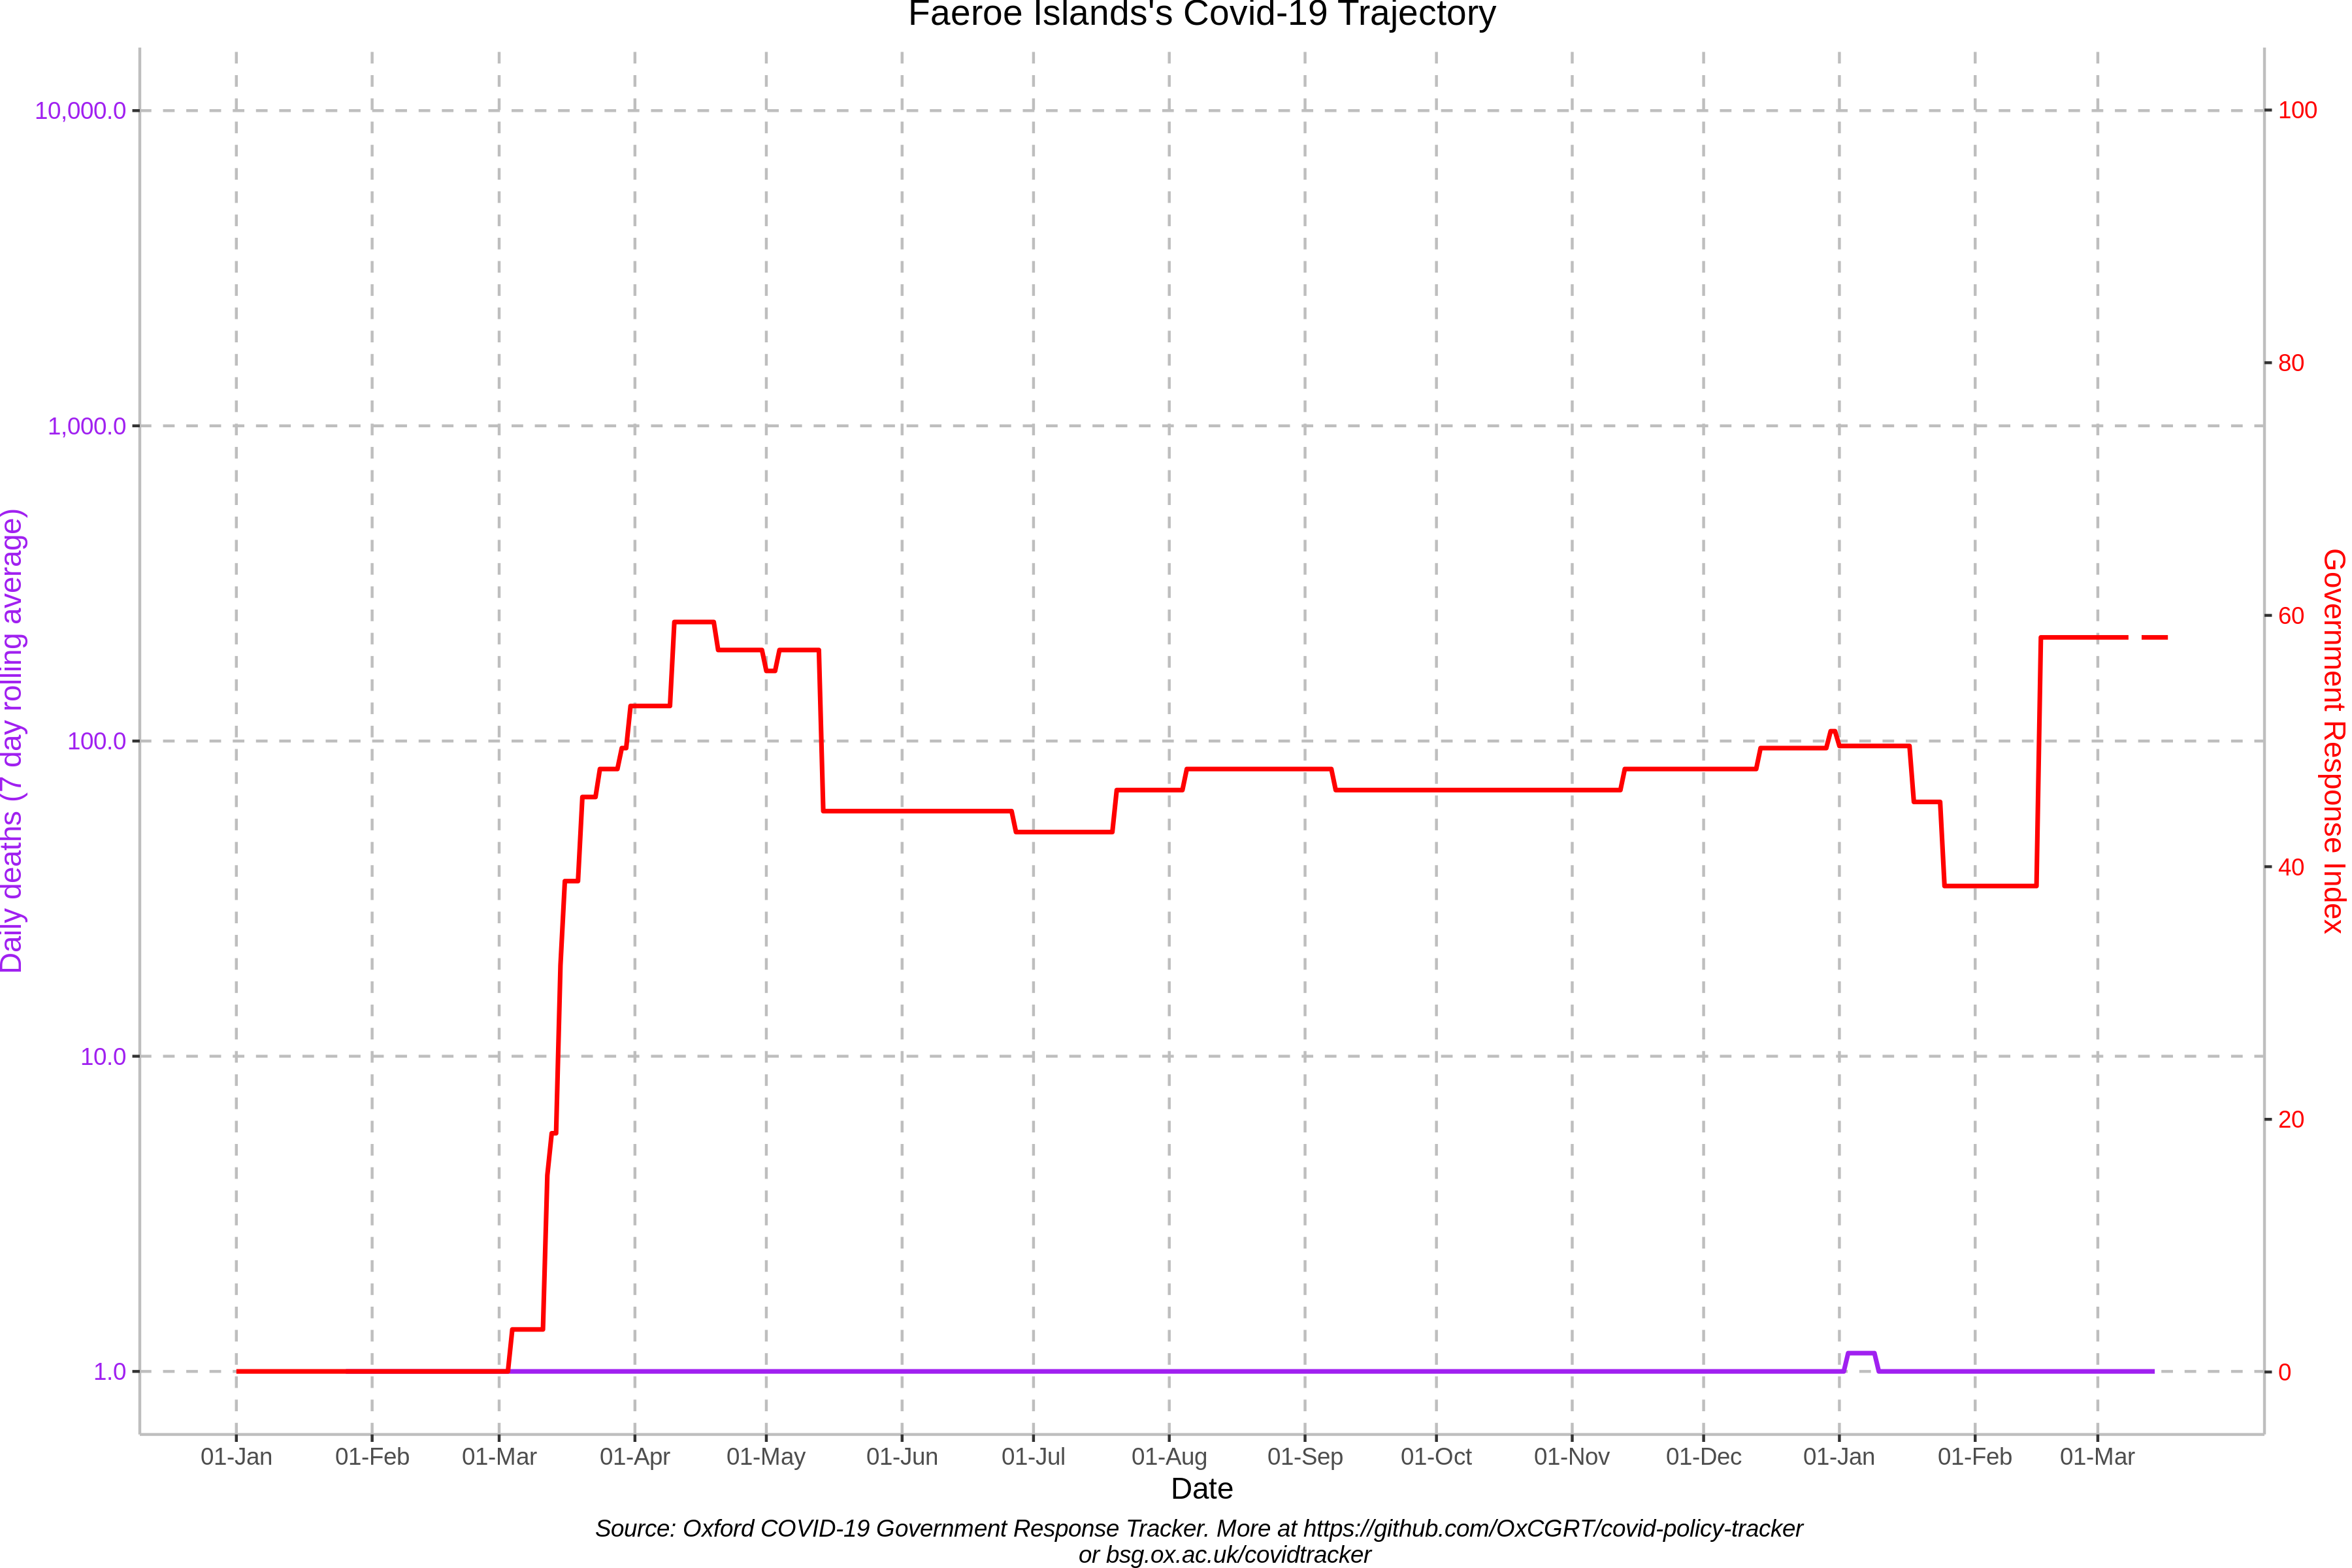 Faeroe Islands's Covid-19 Trajectory
10,000.0
1,000.0
100.0
10.0
1.0
Daily deaths (7 day rolling average)
100
80
60
40
20
0
Government Response Index
01-Jan 01-Feb 01-Mar 01-Apr 01-May 01-Jun 01-Jul 01-Aug 01-Sep 01-Oct 01-Nov 01-Dec 01-Jan 01-Feb 01-Mar
Date
Source: Oxford COVID-19 Government Response Tracker. More at https://github.com/OxCGRT/covid-policy-tracker
or bsg.ox.ac.uk/covidtracker